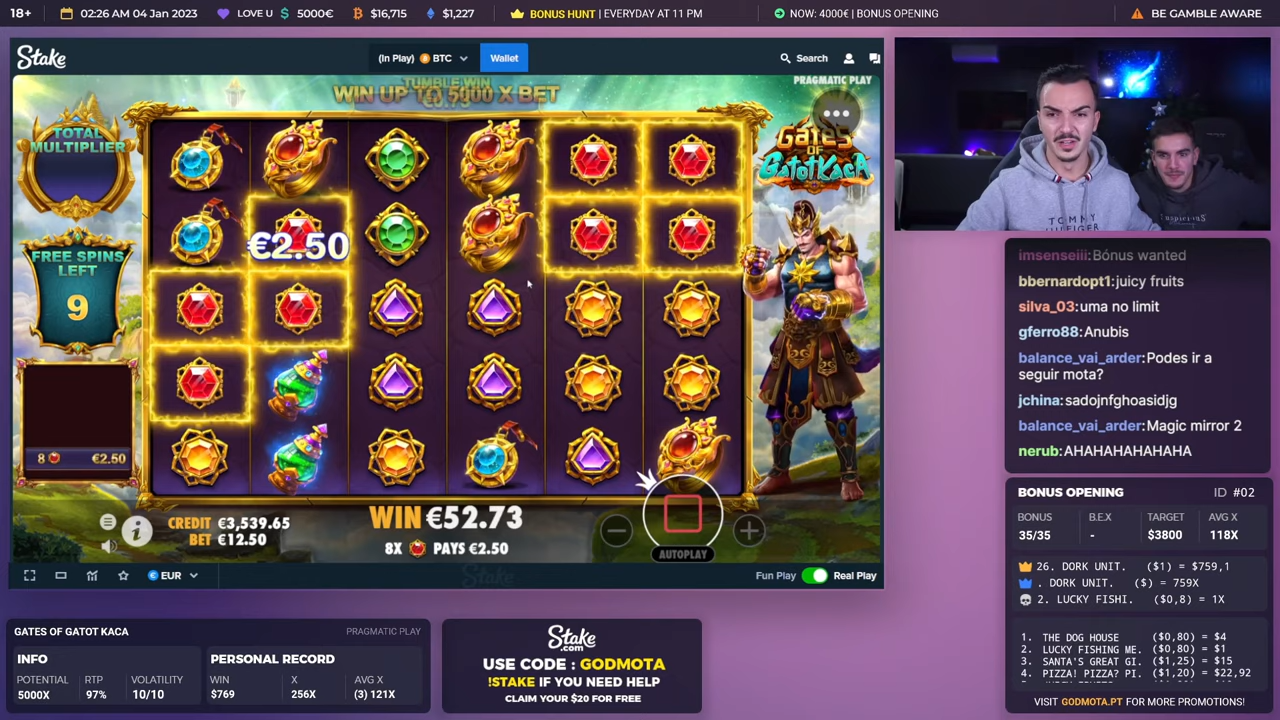 18+
02:26 AM 04 Jan 2023
LOVE U $ 5000€
$16,715
$1,227
BONUS HUNT | EVERYDAY AT 11 PM
NOW: 4000€ | BONUS OPENING
BE GAMBLE AWARE
Stake
(In Play) BTC
Wallet
Search
PRAGMATIC PLAY
TUMBLE WIN
WIN UP TO 5000 X BET
GATES
OF
GATOTKACA
TOTAL
MULTIPLIER
FREE SPINS
LEFT
9
€2.50
8 €2.50
CREDIT €3,539.65
BET €12.50
WIN €52.73
8X PAYS €2.50
AUTOPLAY
EUR
Stake
Fun Play
Real Play
TOMMY
HILFIGER
imsenseiii:Bónus wanted
bbernardopt1:juicy fruits
silva_03:uma no limit
gferro88:Anubis
balance_vai_arder:Podes ir a
seguir mota?
jchina:sadojnfghoasidjg
balance_vai_arder:Magic mirror 2
nerub:AHAHAHAHAHAHA
BONUS OPENING
ID #02
BONUS B.E.X TARGET AVG X
35/35 - $3800 118X
26. DORK UNIT. ($1) = $759,1
. DORK UNIT. ($) = 759X
2. LUCKY FISHI. ($0,8) = 1X
1. THE DOG HOUSE ($0,80) = $4
2. LUCKY FISHING ME. ($0,80) = $1
3. SANTA'S GREAT GI. ($1,25) = $15
4. PIZZA! PIZZA? PI. ($1,20) = $22,92
VISIT GODMOTA.PT FOR MORE PROMOTIONS!
GATES OF GATOT KACA
PRAGMATIC PLAY
INFO
POTENTIAL RTP VOLATILITY
5000X 97% 10/10
PERSONAL RECORD
WIN X AVG X
$769 256X (3) 121X
Stake
.com
USE CODE : GODMOTA
!STAKE IF YOU NEED HELP
CLAIM YOUR $20 FOR FREE